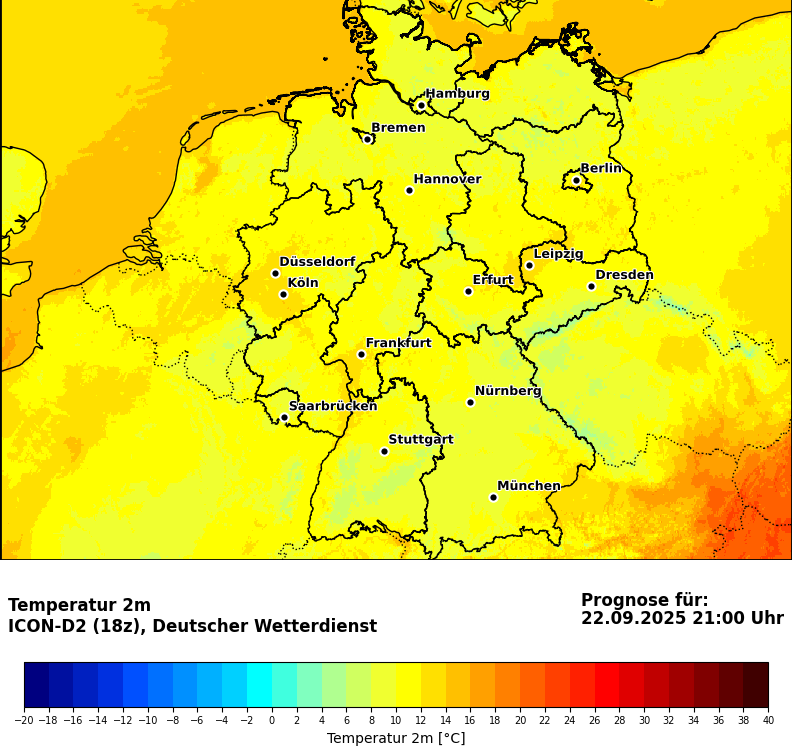 Hamburg
Bremen
Berlin
Hannover
Leipzig
Düsseldorf
Dresden
Köln
Erfurt
Frankfurt
Nürnberg
Saarbrücken
Stuttgart
München
Temperatur 2m
ICON-D2 (18z), Deutscher Wetterdienst
Prognose für:
22.09.2025 21:00 Uhr
−20 −18 −16 −14 −12 −10 −8 −6 −4 −2 0 2 4 6 8 10 12 14 16 18 20 22 24 26 28 30 32 34 36 38 40
Temperatur 2m [°C]